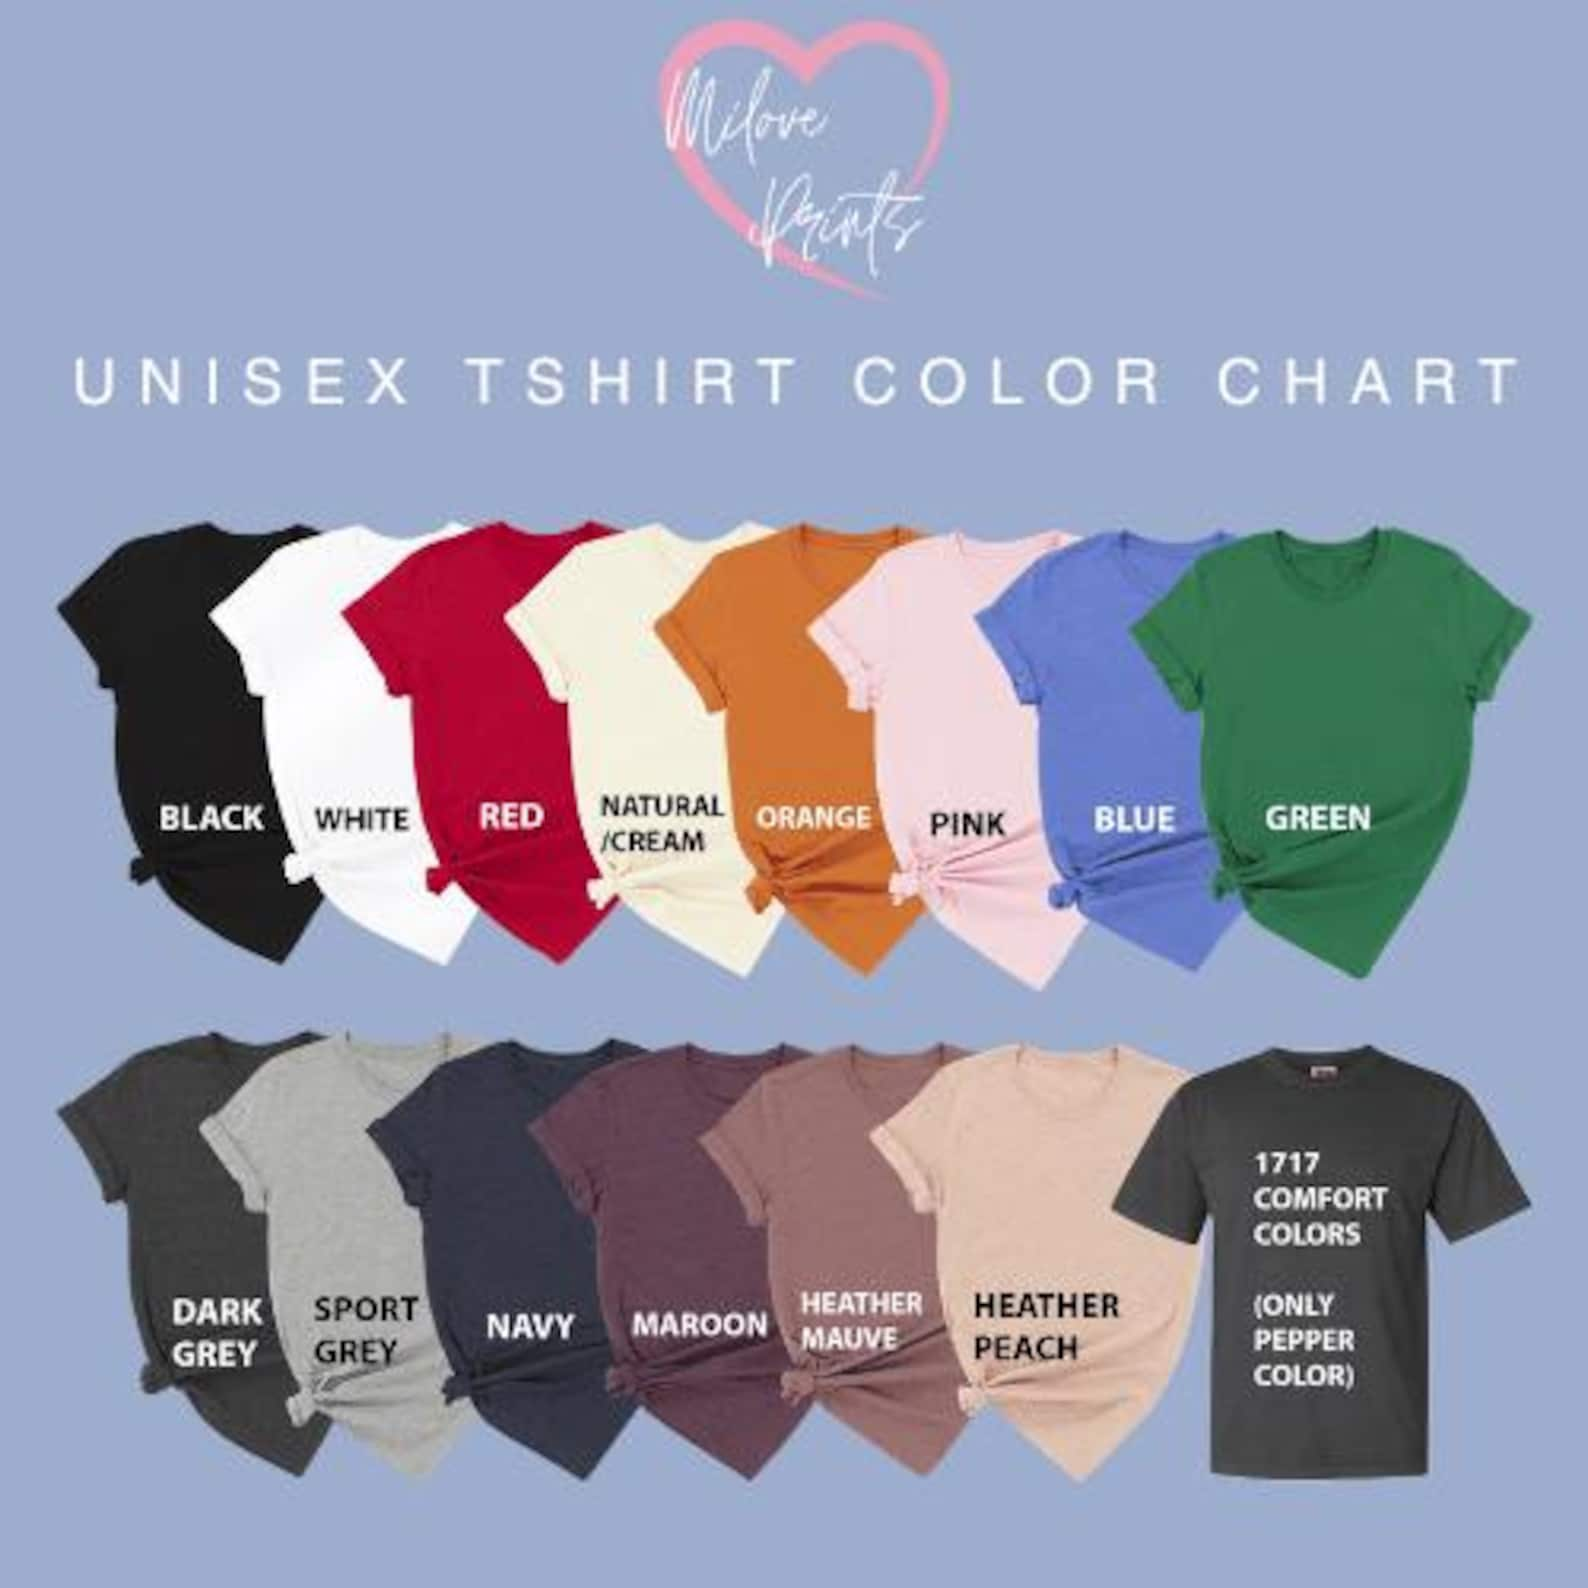 Milove
Prints
UNISEX TSHIRT COLOR CHART
BLACK
WHITE
RED
NATURAL
/CREAM
ORANGE
PINK
BLUE
GREEN
DARK
GREY
SPORT
GREY
NAVY
MAROON
HEATHER
MAUVE
HEATHER
PEACH
1717
COMFORT
COLORS
(ONLY
PEPPER
COLOR)